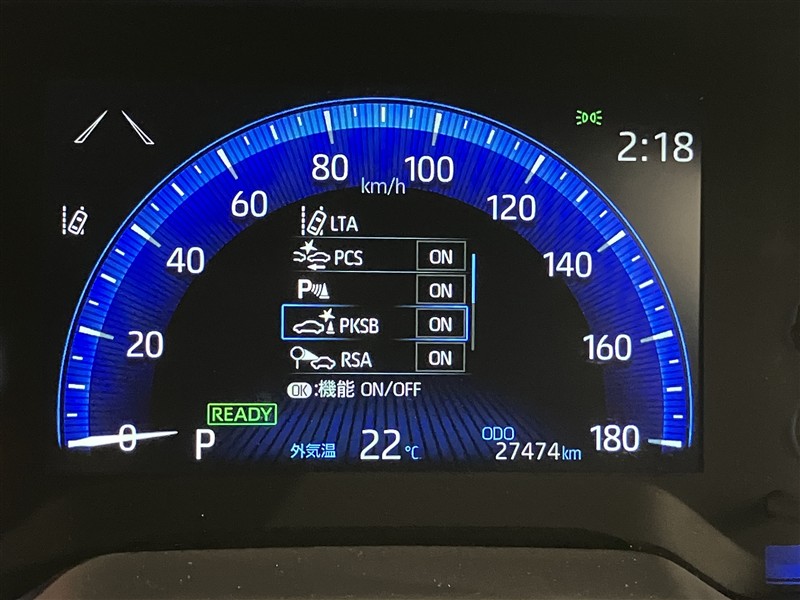 2:18
80
100
km/h
60
120
LTA
40
PCS ON
140
P ON
PKSB ON
20
160
RSA ON
OK:機能 ON/OFF
READY
0
P
外気温 22℃
ODO
27474km
180